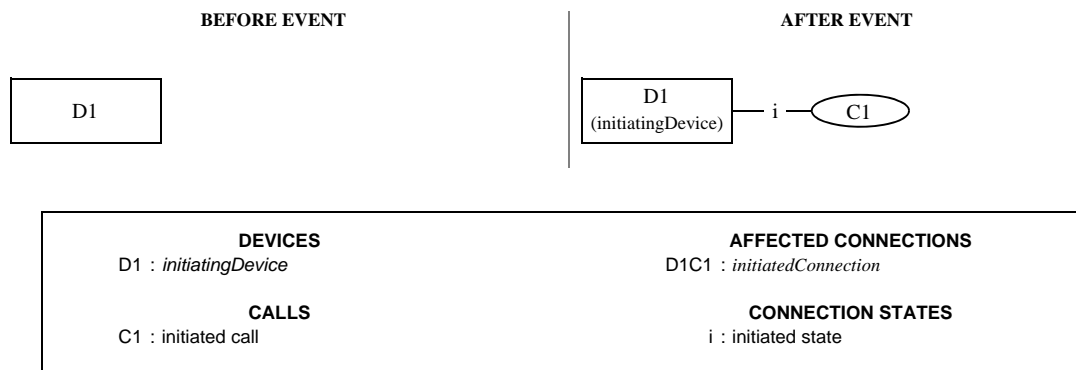 BEFORE EVENT
AFTER EVENT
D1
D1
(initiatingDevice)
i
C1
DEVICES
D1 : initiatingDevice
AFFECTED CONNECTIONS
D1C1 : initiatedConnection
CALLS
C1 : initiated call
CONNECTION STATES
i : initiated state